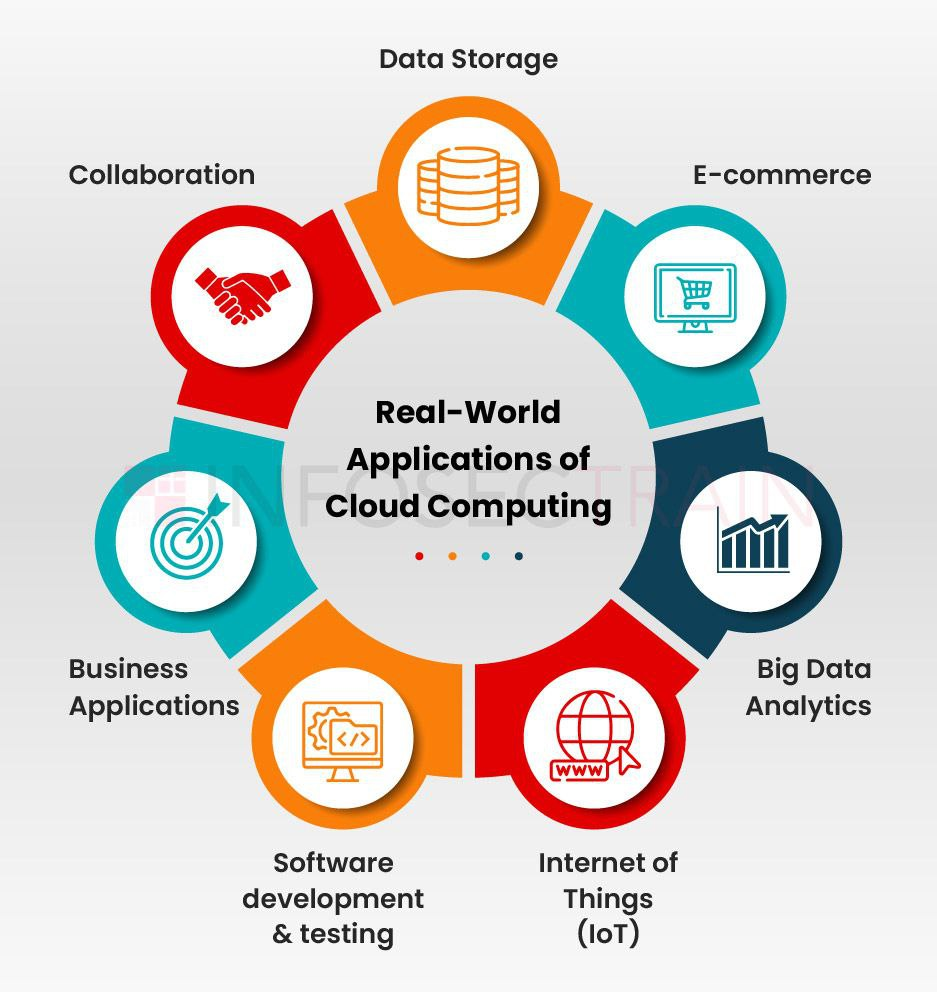 Data Storage
Collaboration
E-commerce
Real-World
Applications of
Cloud Computing
INFOSECTRAIN
Business
Applications
Big Data
Analytics
Software
development
& testing
Internet of
Things
(IoT)
</>
WWW